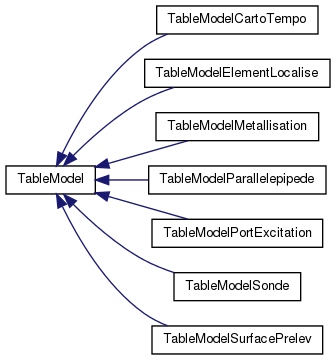 TableModelCartoTempo
TableModelElementLocalise
TableModelMetallisation
TableModel
TableModelParallelepipede
TableModelPortExcitation
TableModelSonde
TableModelSurfacePrelev